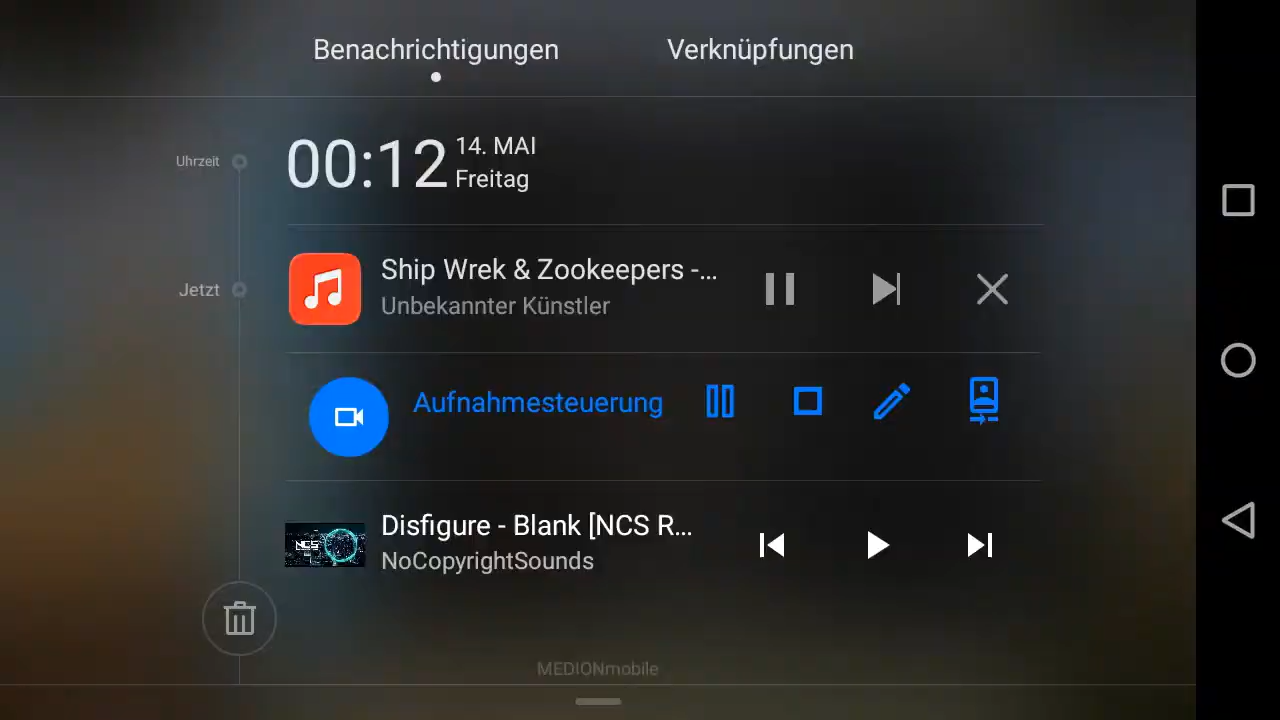 Benachrichtigungen
Verknüpfungen
Uhrzeit
00:12
14. MAI
Freitag
Jetzt
Ship Wrek & Zookeepers -...
Unbekannter Künstler
Aufnahmesteuerung
NCS
Disfigure - Blank [NCS R...
NoCopyrightSounds
MEDIONmobile